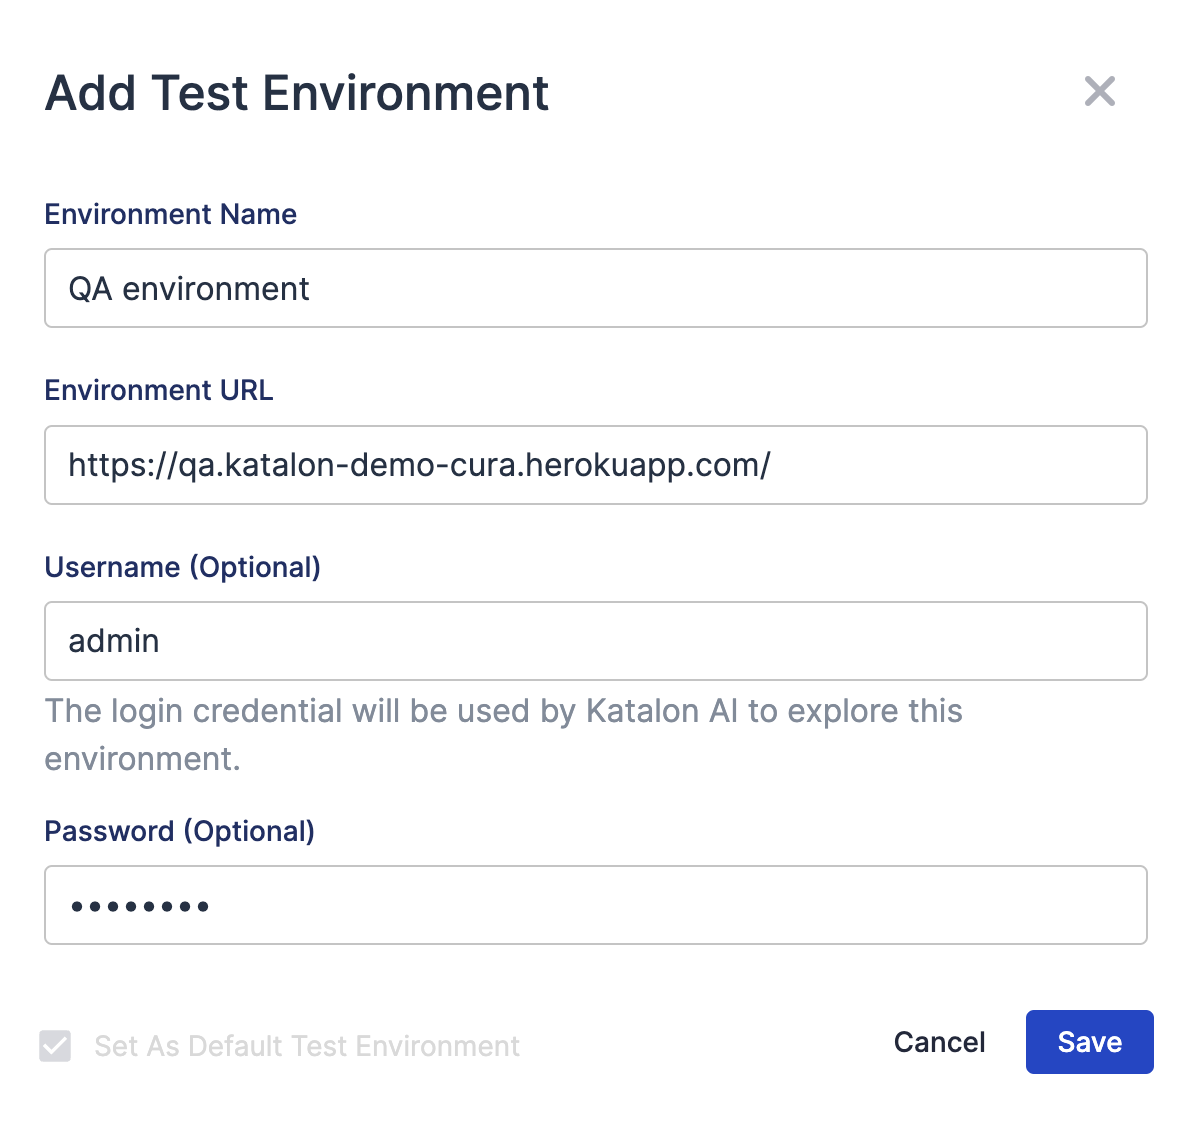 Add Test Environment
Environment Name
QA environment
Environment URL
https://qa.katalon-demo-cura.herokuapp.com/
Username (Optional)
admin
The login credential will be used by Katalon AI to explore this
environment.
Password (Optional)
••••••••
Set As Default Test Environment
Cancel
Save